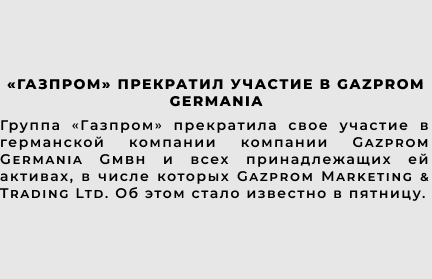 «ГАЗПРОМ» ПРЕКРАТИЛ УЧАСТИЕ В GAZPROM
GERMANIA
Группа «Газпром» прекратила свое участие в
германской компании компании Gazprom
Germania Gmbh и всех принадлежащих ей
активах, в числе которых Gazprom Marketing &
Trading Ltd. Об этом стало известно в пятницу.